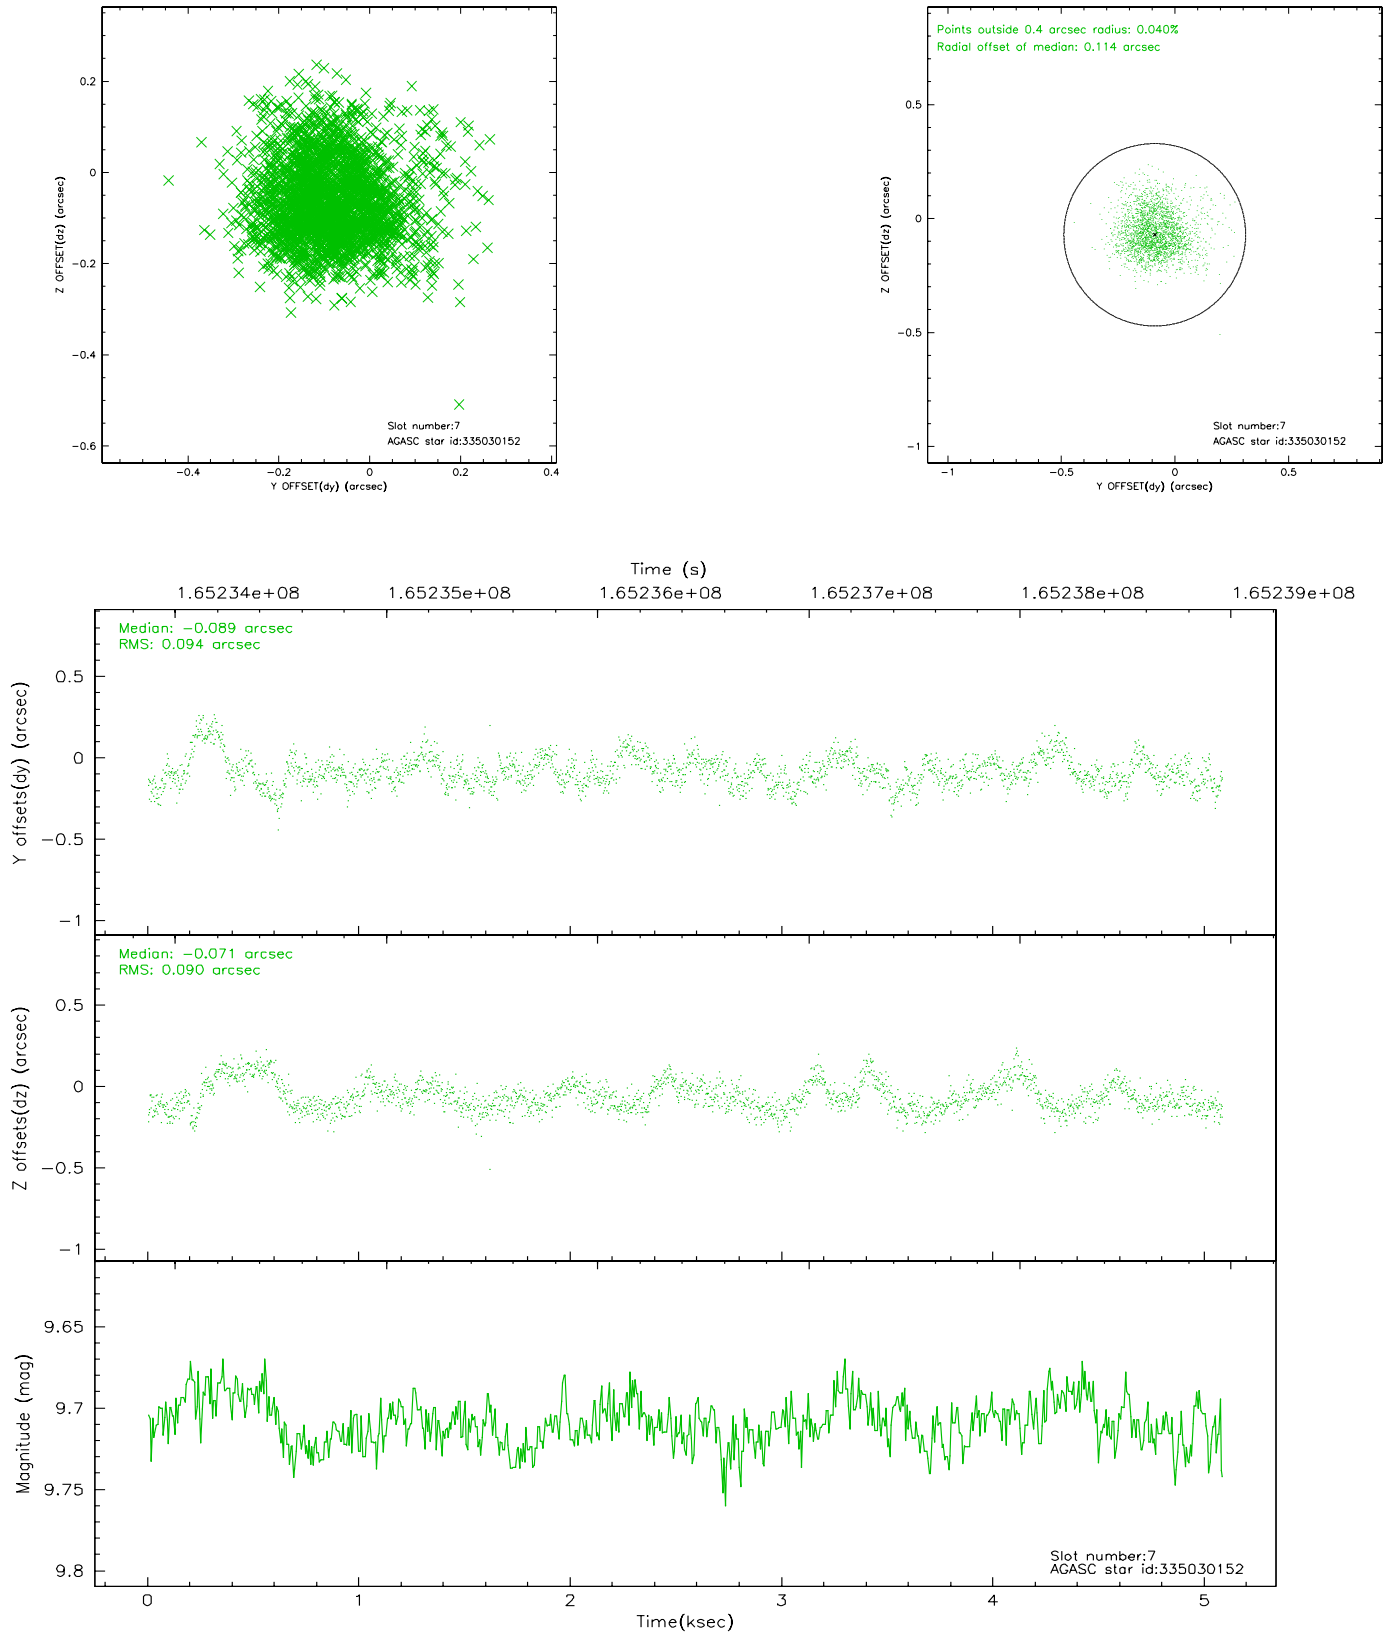 0.2
0
−0.2
−0.4
−0.6
Z OFFSET(dz) (arcsec)
Slot number:7
AGASC star id:335030152
−0.4 −0.2 0 0.2 0.4
Y OFFSET(dy) (arcsec)
Points outside 0.4 arcsec radius: 0.040%
Radial offset of median: 0.114 arcsec
0.5
0
−0.5
−1
Z OFFSET(dz) (arcsec)
Slot number:7
AGASC star id:335030152
−1 −0.5 0 0.5
Y OFFSET(dy) (arcsec)
Time (s)
1.65234e+08 1.65235e+08 1.65236e+08 1.65237e+08 1.65238e+08 1.65239e+08
Median: −0.089 arcsec
RMS: 0.094 arcsec
0.5
0
−0.5
−1
Y offsets(dy) (arcsec)
Median: −0.071 arcsec
RMS: 0.090 arcsec
0.5
0
−0.5
−1
Z offsets(dz) (arcsec)
9.65
9.7
9.75
9.8
Magnitude (mag)
Slot number:7
AGASC star id:335030152
0 1 2 3 4 5
Time(ksec)